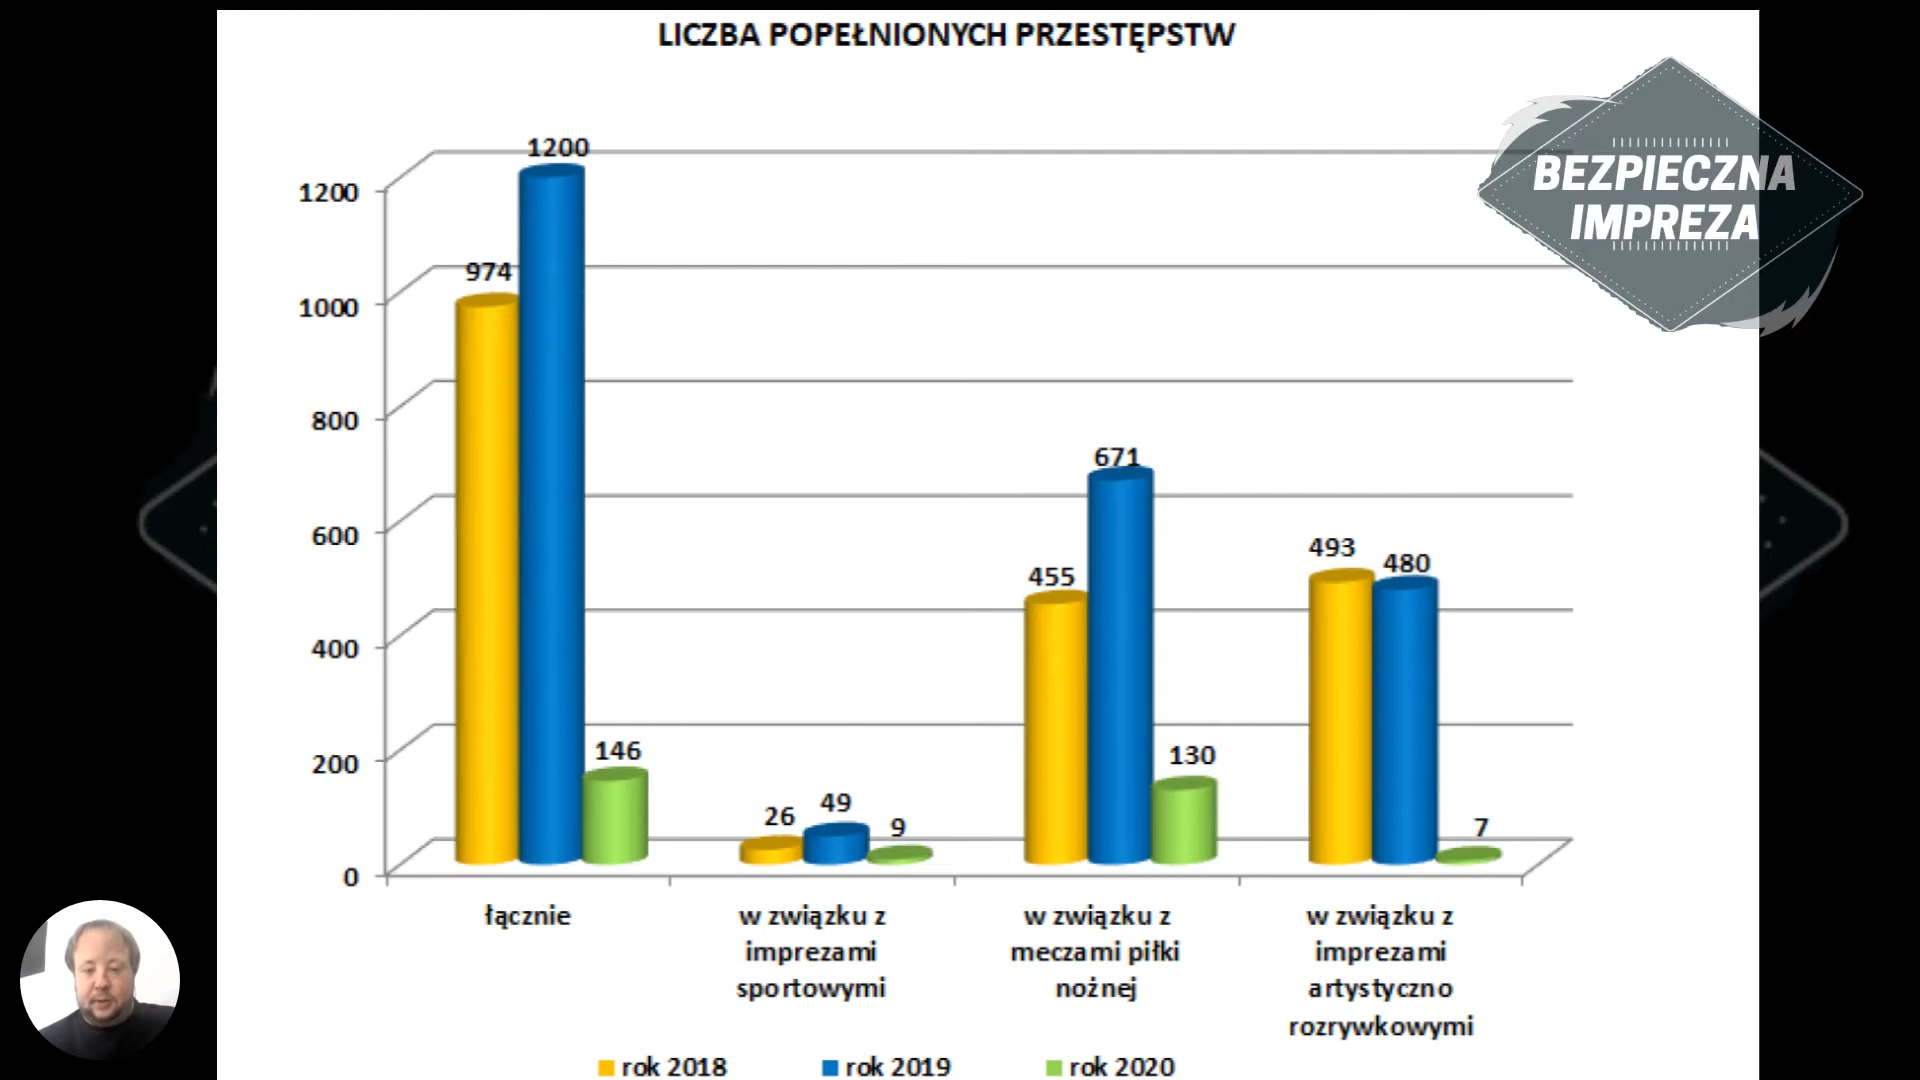 LICZBA POPEŁNIONYCH PRZESTĘPSTW
BEZPIECZNA
IMPREZA
1200
1000
800
600
400
200
0
974
1200
146
26
49
9
455
671
130
493
480
7
łącznie
w związku z
imprezami
sportowymi
w związku z
meczami piłki
nożnej
w związku z
imprezami
artystyczno
rozrywkowymi
rok 2018
rok 2019
rok 2020